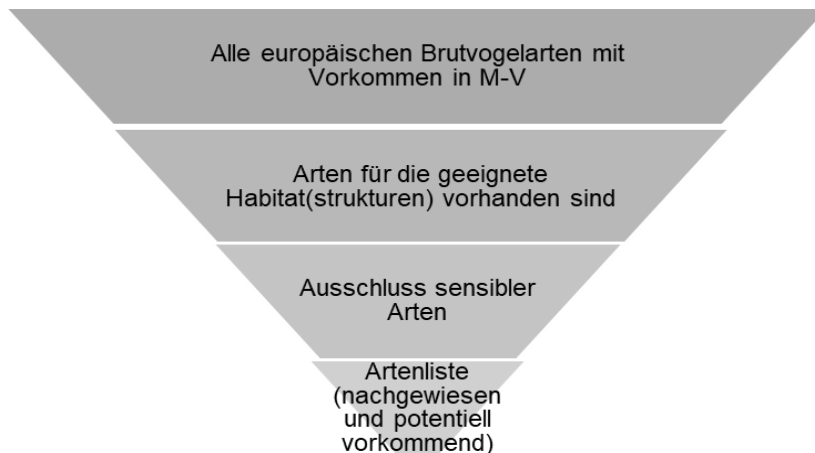 Alle europäischen Brutvogelarten mit
Vorkommen in M-V
Arten für die geeignete
Habitat(strukturen) vorhanden sind
Ausschluss sensibler
Arten
Artenliste
(nachgewiesen
und potentiell
vorkommend)